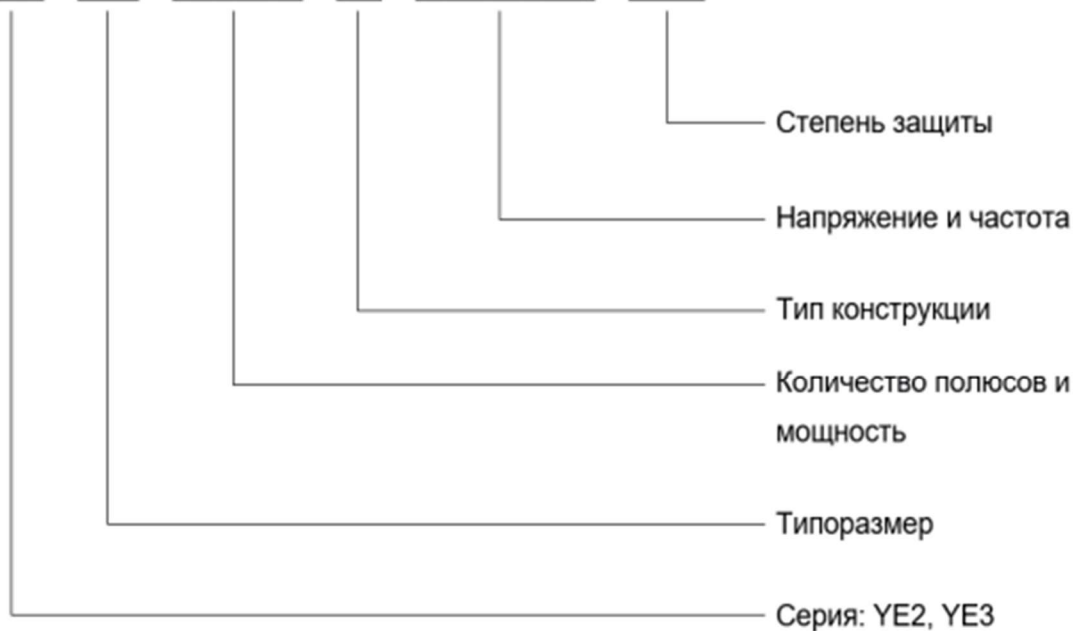 Степень защиты
Напряжение и частота
Тип конструкции
Количество полюсов и
мощность
Типоразмер
Серия: YE2, YE3